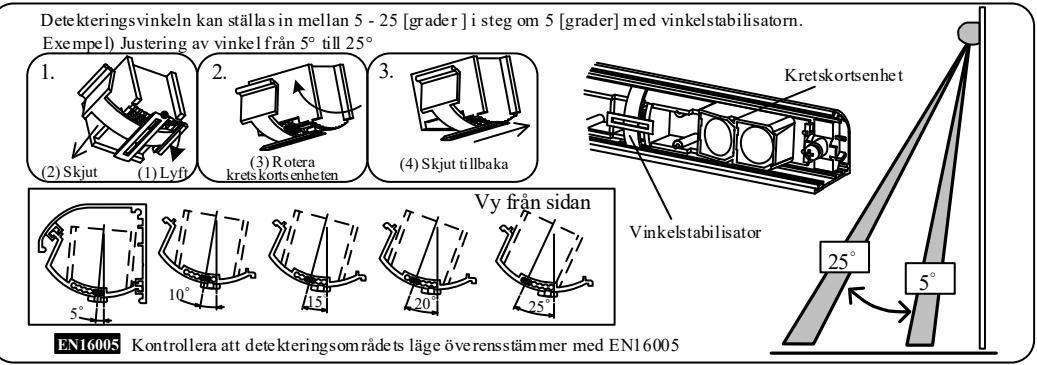 Detekteringsvinkeln kan ställas in mellan 5 - 25 [grader] i steg om 5 [grader] med vinkelstabilisatorn.
Exempel) Justering av vinkel från 5° till 25°
1.
(2) Skjut
(1) Lyft
2.
(3) Rotera
kretskortsenheten
3.
(4) Skjut tillbaka
Kretskortsenhet
Vinkelstabilisator
Vy från sidan
5°
10°
15°
20°
25°
25°
5°
EN16005 Kontrollera att detekteringsområdets läge överensstämmer med EN16005